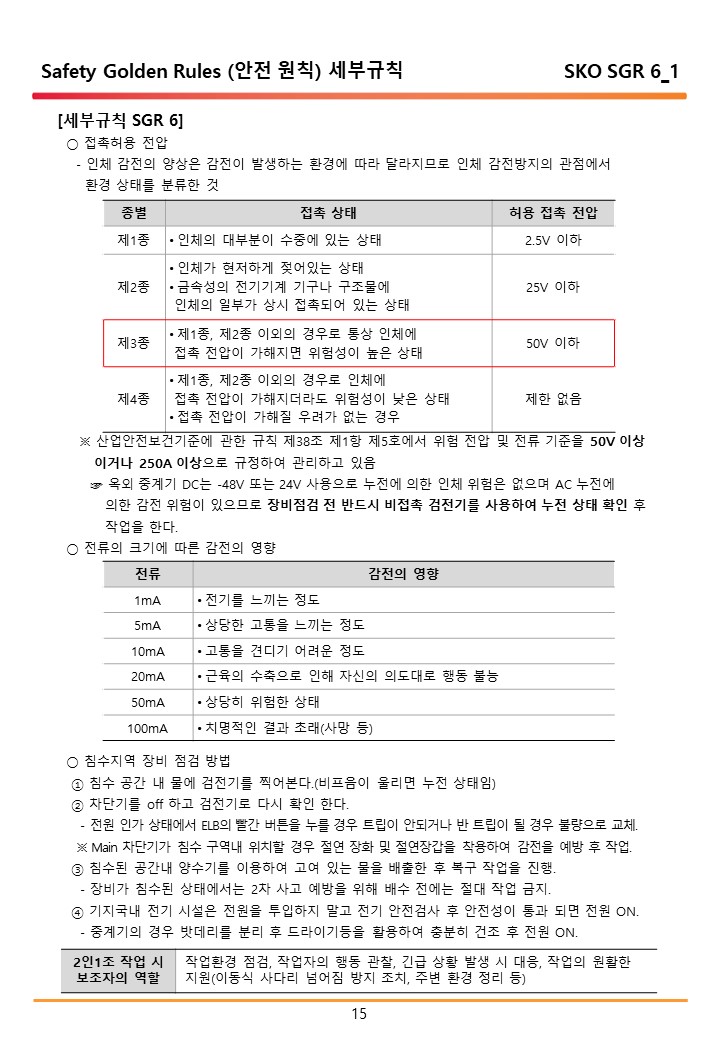 Safety Golden Rules (안전 원칙) 세부규칙 SKO SGR 6_1
[세부규칙 SGR 6]
○ 접촉허용 전압
- 인체 감전의 양상은 감전이 발생하는 환경에 따라 달라지므로 인체 감전방지의 관점에서
환경 상태를 분류한 것
종별 접촉 상태 허용 접촉 전압
제1종 • 인체의 대부분이 수중에 있는 상태 2.5V 이하
• 인체가 현저하게 젖어있는 상태
제2종 • 금속성의 전기기계 기구나 구조물에 25V 이하
인체의 일부가 상시 접촉되어 있는 상태
• 제1종, 제2종 이외의 경우로 통상 인체에
제3종 접촉 전압이 가해지면 위험성이 높은 상태 50V 이하
• 제1종, 제2종 이외의 경우로 인체에
제4종 접촉 전압이 가해지더라도 위험성이 낮은 상태 제한 없음
• 접촉 전압이 가해질 우려가 없는 경우
※ 산업안전보건기준에 관한 규칙 제38조 제1항 제5호에서 위험 전압 및 전류 기준을 50V 이상
이거나 250A 이상으로 규정하여 관리하고 있음
☞ 옥외 중계기 DC는 -48V 또는 24V 사용으로 누전에 의한 인체 위험은 없으며 AC 누전에
의한 감전 위험이 있으므로 장비점검 전 반드시 비접촉 검전기를 사용하여 누전 상태 확인 후
작업을 한다.
○ 전류의 크기에 따른 감전의 영향
전류 감전의 영향
1mA • 전기를 느끼는 정도
5mA • 상당한 고통을 느끼는 정도
10mA • 고통을 견디기 어려운 정도
20mA • 근육의 수축으로 인해 자신의 의도대로 행동 불능
50mA • 상당히 위험한 상태
100mA • 치명적인 결과 초래(사망 등)
○ 침수지역 장비 점검 방법
① 침수 공간 내 물에 검전기를 찍어본다.(비프음이 울리면 누전 상태임)
② 차단기를 off 하고 검전기로 다시 확인 한다.
- 전원 인가 상태에서 ELB의 빨간 버튼을 누를 경우 트립이 안되거나 반 트립이 될 경우 불량으로 교체.
※ Main 차단기가 침수 구역내 위치할 경우 절연 장화 및 절연장갑을 착용하여 감전을 예방 후 작업.
③ 침수된 공간내 양수기를 이용하여 고여 있는 물을 배출한 후 복구 작업을 진행.
- 장비가 침수된 상태에서는 2차 사고 예방을 위해 배수 전에는 절대 작업 금지.
④ 기지국내 전기 시설은 전원을 투입하지 말고 전기 안전검사 후 안전성이 통과 되면 전원 ON.
- 중계기의 경우 밧데리를 분리 후 드라이기등을 활용하여 충분히 건조 후 전원 ON.
2인1조 작업 시 작업환경 점검, 작업자의 행동 관찰, 긴급 상황 발생 시 대응, 작업의 원활한
보조자의 역할 지원(이동식 사다리 넘어짐 방지 조치, 주변 환경 정리 등)
15